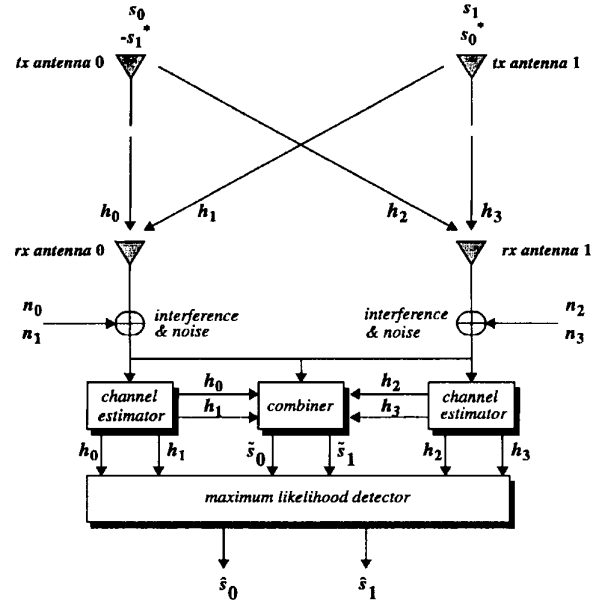 s₀ s₁
-s₁* s₀*
tx antenna 0 tx antenna 1
h₀ h₁ h₂ h₃
rx antenna 0 rx antenna 1
n₀ interference interference n₂
n₁ & noise & noise n₃
channel estimator h₀ h₁ combiner h₂ h₃ channel estimator
h₀ h₁ s̃₀ s̃₁ h₂ h₃
maximum likelihood detector
ŝ₀ ŝ₁